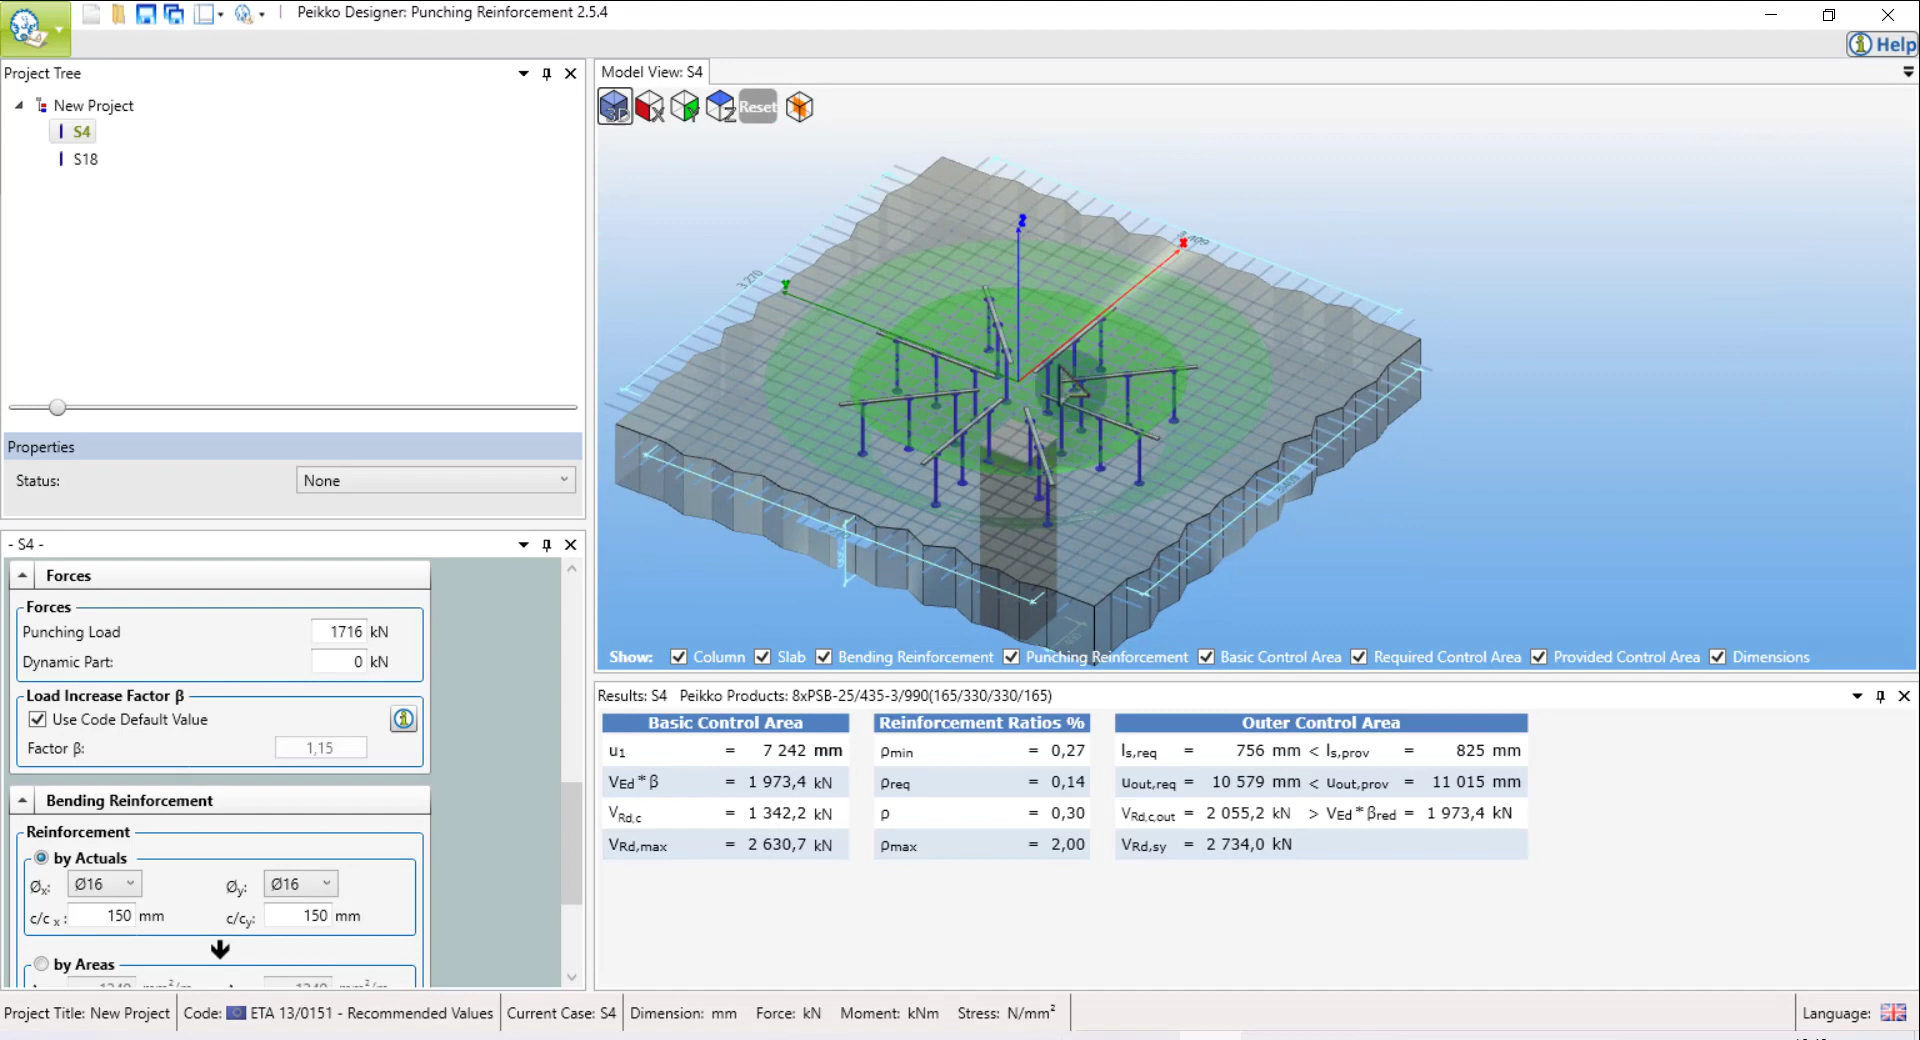 Peikko Designer: Punching Reinforcement 2.5.4
Help
Project Tree
New Project
S4
S18
Properties
Status: None
- S4 -
Forces
Forces
Punching Load 1716 kN
Dynamic Part: 0 kN
Load Increase Factor β
Use Code Default Value
Factor β: 1,15
Bending Reinforcement
Reinforcement
by Actuals
Øx: Ø16 Øy: Ø16
c/c x: 150 mm c/cy: 150 mm
by Areas
Model View: S4
3D X Y Z Reset
Z
X
3.409
Y
3.270
Show: Column Slab Bending Reinforcement Punching Reinforcement Basic Control Area Required Control Area Provided Control Area Dimensions
Results: S4 Peikko Products: 8xPSB-25/435-3/990(165/330/330/165)
Basic Control Area
u1 = 7 242 mm
VEd*β = 1 973,4 kN
VRd,c = 1 342,2 kN
VRd,max = 2 630,7 kN
Reinforcement Ratios %
ρmin = 0,27
ρreq = 0,14
ρ = 0,30
ρmax = 2,00
Outer Control Area
ls,req = 756 mm < ls,prov = 825 mm
uout,req = 10 579 mm < uout,prov = 11 015 mm
VRd,c,out = 2 055,2 kN > VEd*βred = 1 973,4 kN
VRd,sy = 2 734,0 kN
Project Title: New Project Code: ETA 13/0151 - Recommended Values Current Case: S4 Dimension: mm Force: kN Moment: kNm Stress: N/mm² Language: